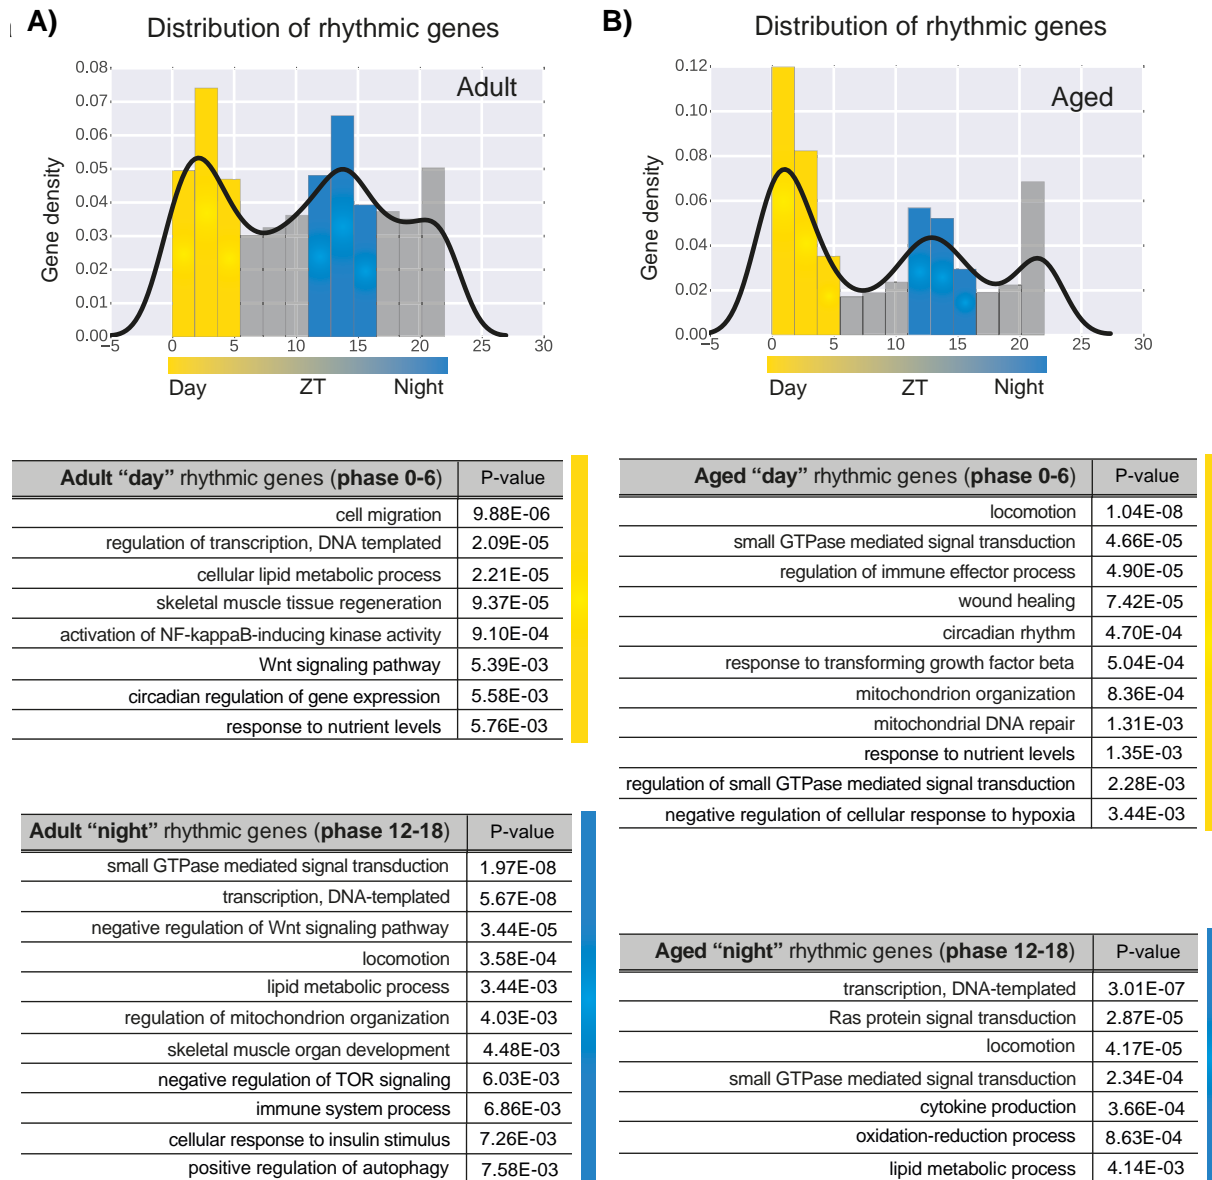 A)
Distribution of rhythmic genes
Adult
Gene density
0.08
0.07
0.06
0.05
0.04
0.03
0.02
0.01
0.00
−5 0 5 10 15 20 25 30
Day ZT Night
B)
Distribution of rhythmic genes
Aged
Gene density
0.12
0.10
0.08
0.06
0.04
0.02
0.00
−5 0 5 10 15 20 25 30
Day ZT Night
Adult “day” rhythmic genes (phase 0-6) P-value
cell migration 9.88E-06
regulation of transcription, DNA templated 2.09E-05
cellular lipid metabolic process 2.21E-05
skeletal muscle tissue regeneration 9.37E-05
activation of NF-kappaB-inducing kinase activity 9.10E-04
Wnt signaling pathway 5.39E-03
circadian regulation of gene expression 5.58E-03
response to nutrient levels 5.76E-03
Adult “night” rhythmic genes (phase 12-18) P-value
small GTPase mediated signal transduction 1.97E-08
transcription, DNA-templated 5.67E-08
negative regulation of Wnt signaling pathway 3.44E-05
locomotion 3.58E-04
lipid metabolic process 3.44E-03
regulation of mitochondrion organization 4.03E-03
skeletal muscle organ development 4.48E-03
negative regulation of TOR signaling 6.03E-03
immune system process 6.86E-03
cellular response to insulin stimulus 7.26E-03
positive regulation of autophagy 7.58E-03
Aged “day” rhythmic genes (phase 0-6) P-value
locomotion 1.04E-08
small GTPase mediated signal transduction 4.66E-05
regulation of immune effector process 4.90E-05
wound healing 7.42E-05
circadian rhythm 4.70E-04
response to transforming growth factor beta 5.04E-04
mitochondrion organization 8.36E-04
mitochondrial DNA repair 1.31E-03
response to nutrient levels 1.35E-03
regulation of small GTPase mediated signal transduction 2.28E-03
negative regulation of cellular response to hypoxia 3.44E-03
Aged “night” rhythmic genes (phase 12-18) P-value
transcription, DNA-templated 3.01E-07
Ras protein signal transduction 2.87E-05
locomotion 4.17E-05
small GTPase mediated signal transduction 2.34E-04
cytokine production 3.66E-04
oxidation-reduction process 8.63E-04
lipid metabolic process 4.14E-03